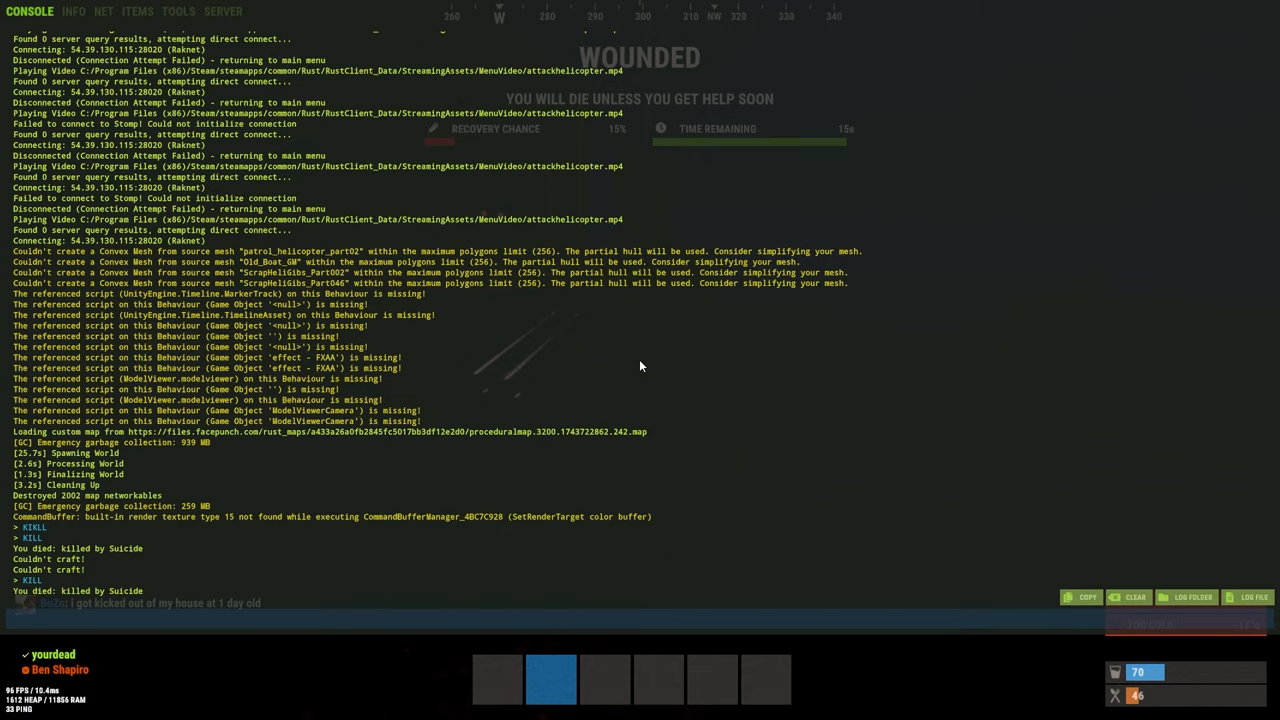 CONSOLE INFO NET ITEMS TOOLS SERVER
260 W 280 290 300 310 NW 320 330 340
WOUNDED
YOU WILL DIE UNLESS YOU GET HELP SOON
RECOVERY CHANCE 15% TIME REMAINING 15s
Found 0 server query results, attempting direct connect...
Connecting: 54.39.130.115:28020 (Raknet)
Disconnected (Connection Attempt Failed) - returning to main menu
Playing Video C:/Program Files (x86)/Steam/steamapps/common/Rust/RustClient_Data/StreamingAssets/MenuVideo/attackhelicopter.mp4
Found 0 server query results, attempting direct connect...
Connecting: 54.39.130.115:28020 (Raknet)
Disconnected (Connection Attempt Failed) - returning to main menu
Playing Video C:/Program Files (x86)/Steam/steamapps/common/Rust/RustClient_Data/StreamingAssets/MenuVideo/attackhelicopter.mp4
Failed to connect to Stomp! Could not initialize connection
Found 0 server query results, attempting direct connect...
Connecting: 54.39.130.115:28020 (Raknet)
Disconnected (Connection Attempt Failed) - returning to main menu
Playing Video C:/Program Files (x86)/Steam/steamapps/common/Rust/RustClient_Data/StreamingAssets/MenuVideo/attackhelicopter.mp4
Found 0 server query results, attempting direct connect...
Connecting: 54.39.130.115:28020 (Raknet)
Failed to connect to Stomp! Could not initialize connection
Disconnected (Connection Attempt Failed) - returning to main menu
Playing Video C:/Program Files (x86)/Steam/steamapps/common/Rust/RustClient_Data/StreamingAssets/MenuVideo/attackhelicopter.mp4
Found 0 server query results, attempting direct connect...
Connecting: 54.39.130.115:28020 (Raknet)
Couldn't create a Convex Mesh from source mesh "patrol_helicopter_part02" within the maximum polygons limit (256). The partial hull will be used. Consider simplifying your mesh.
Couldn't create a Convex Mesh from source mesh "Old_Boat_GM" within the maximum polygons limit (256). The partial hull will be used. Consider simplifying your mesh.
Couldn't create a Convex Mesh from source mesh "ScrapHeliGibs_Part002" within the maximum polygons limit (256). The partial hull will be used. Consider simplifying your mesh.
Couldn't create a Convex Mesh from source mesh "ScrapHeliGibs_Part046" within the maximum polygons limit (256). The partial hull will be used. Consider simplifying your mesh.
The referenced script (UnityEngine.Timeline.MarkerTrack) on this Behaviour is missing!
The referenced script on this Behaviour (Game Object '<null>') is missing!
The referenced script (UnityEngine.Timeline.TimelineAsset) on this Behaviour is missing!
The referenced script on this Behaviour (Game Object '<null>') is missing!
The referenced script on this Behaviour (Game Object '') is missing!
The referenced script on this Behaviour (Game Object '<null>') is missing!
The referenced script on this Behaviour (Game Object 'effect - FXAA') is missing!
The referenced script on this Behaviour (Game Object 'effect - FXAA') is missing!
The referenced script (ModelViewer.modelviewer) on this Behaviour is missing!
The referenced script on this Behaviour (Game Object '') is missing!
The referenced script (ModelViewer.modelviewer) on this Behaviour is missing!
The referenced script on this Behaviour (Game Object 'ModelViewerCamera') is missing!
The referenced script on this Behaviour (Game Object 'ModelViewerCamera') is missing!
Loading custom map from https://files.facepunch.com/rust_maps/a433a26a0fb2845fc5017bb3df12e2d0/proceduralmap.3200.1743722862.242.map
[GC] Emergency garbage collection: 939 MB
[25.7s] Spawning World
[2.6s] Processing World
[1.3s] Finalizing World
[3.2s] Cleaning Up
Destroyed 2002 map networkables
[GC] Emergency garbage collection: 259 MB
CommandBuffer: built-in render texture type 15 not found while executing CommandBufferManager_4BC7C928 (SetRenderTarget color buffer)
> KIKLL
> KILL
You died: killed by Suicide
Couldn't craft!
Couldn't craft!
> KILL
You died: killed by Suicide
COPY CLEAR LOG FOLDER LOG FILE
i got kicked out of my house at 1 day old
yourdead
Ben Shapiro
96 FPS / 10.4ms
1612 HEAP / 11856 RAM
33 PING
70
46